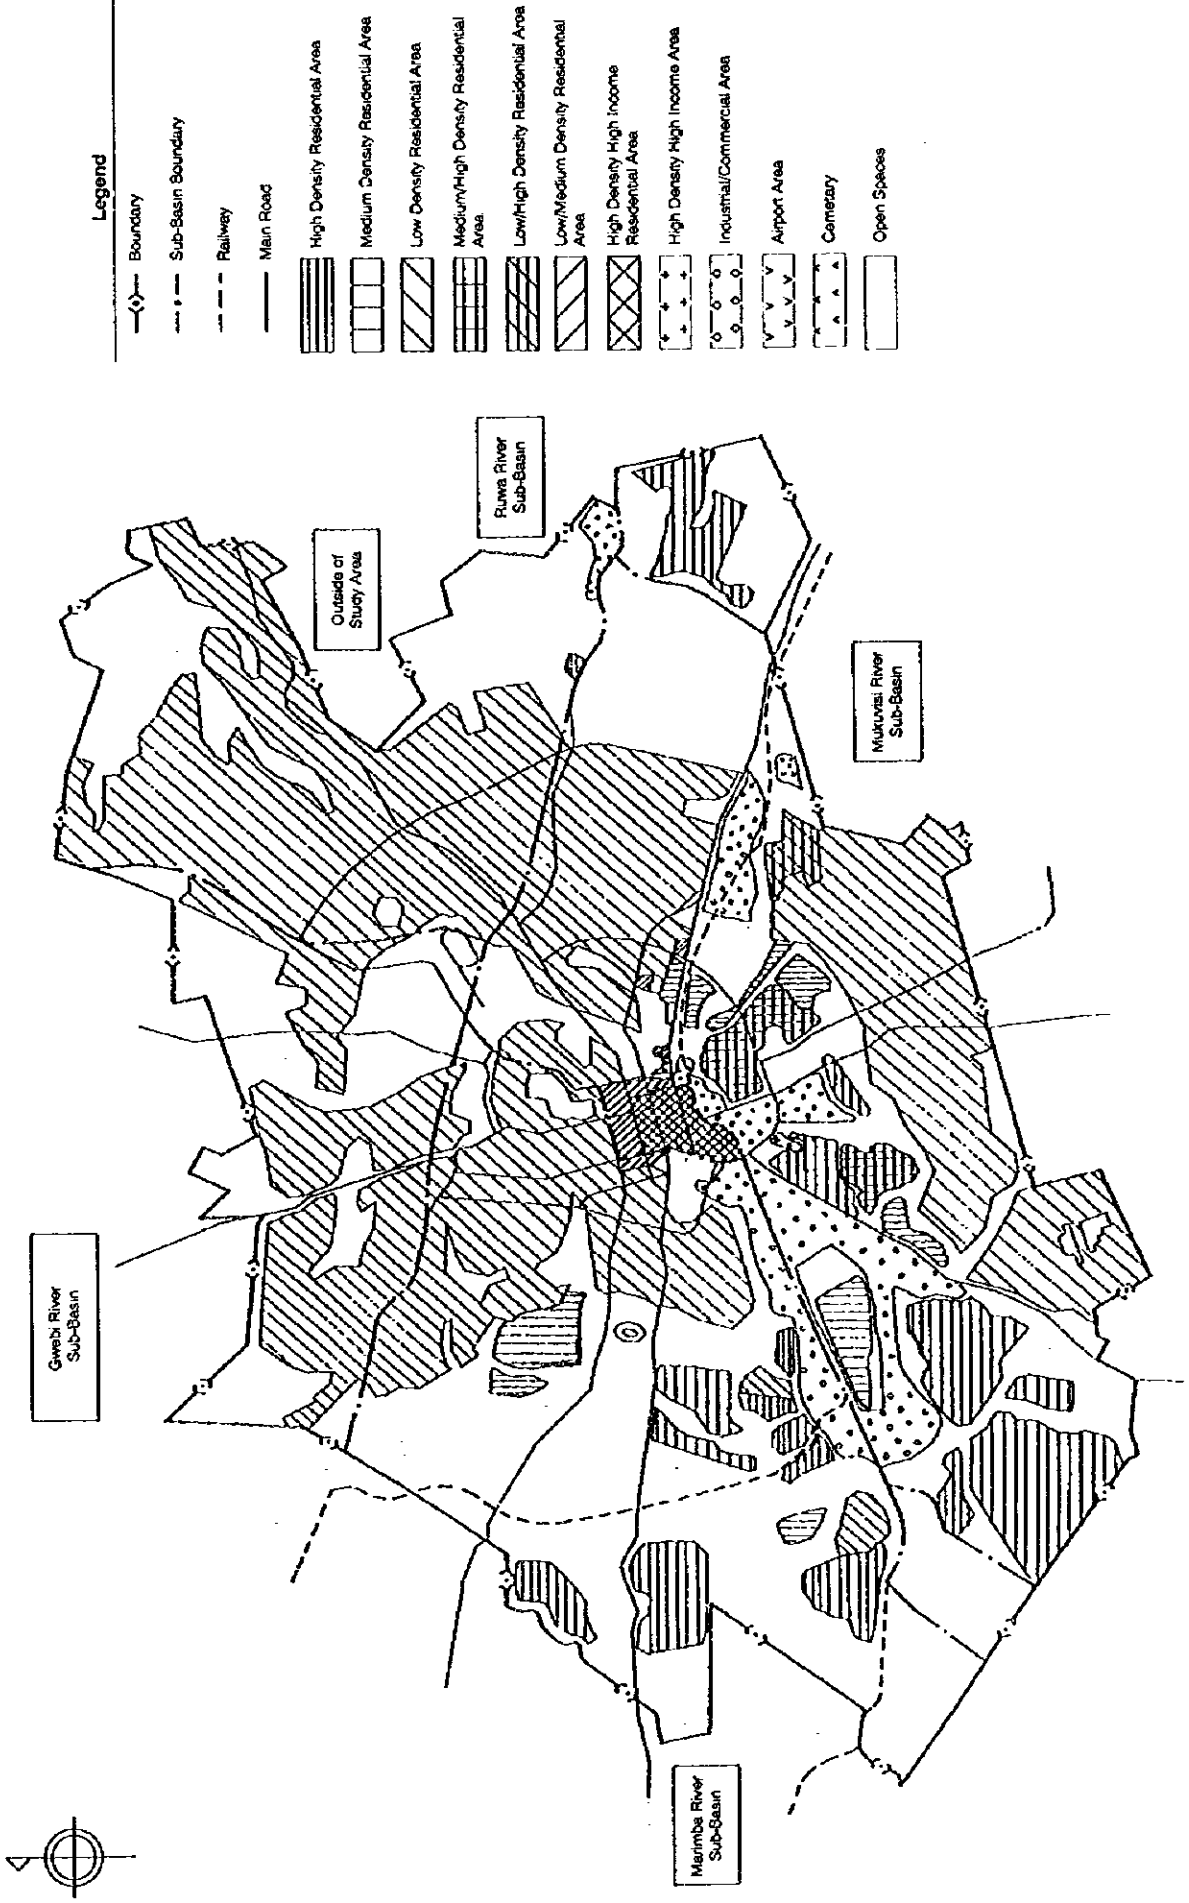 Gwebi River
Sub-Basin
Outside of
Study Area
Ruwa River
Sub-Basin
Mukuvisi River
Sub-Basin
Marimba River
Sub-Basin
Legend
Boundary
Sub-Basin Boundary
Railway
Main Road
High Density Residential Area
Medium Density Residential Area
Low Density Residential Area
Medium/High Density Residential
Area
Low/High Density Residential Area
Low/Medium Density Residential
Area
High Density High Income
Residential Area
High Density High Income Area
Industrial/Commercial Area
Airport Area
Cemetary
Open Spaces